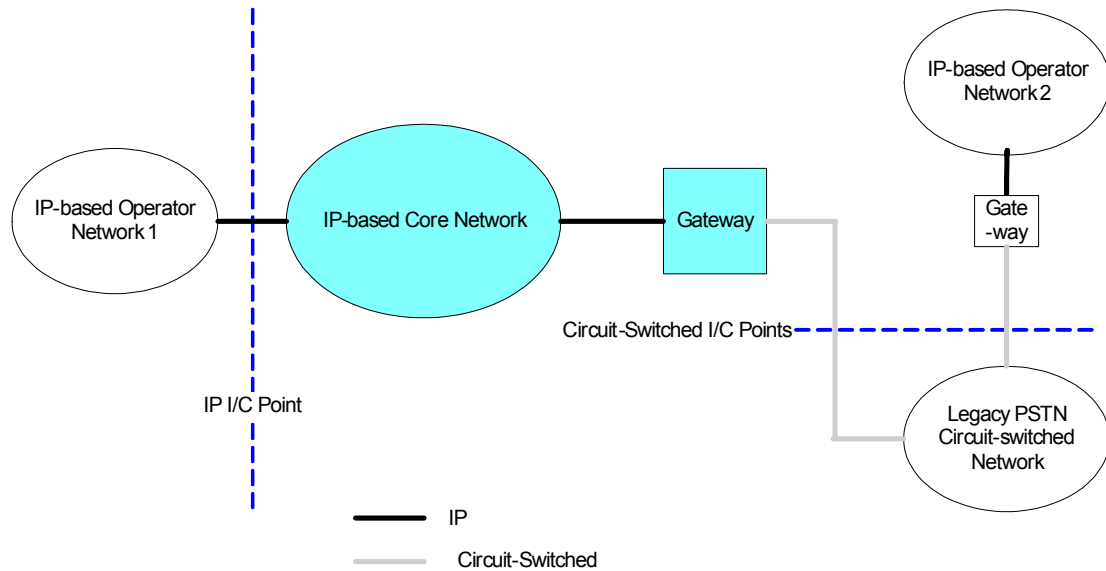 IP-based Operator
Network 2
IP-based Operator
Network 1
IP-based Core Network
Gateway
Gate
-way
Circuit-Switched I/C Points
IP I/C Point
Legacy PSTN
Circuit-switched
Network
IP
Circuit-Switched